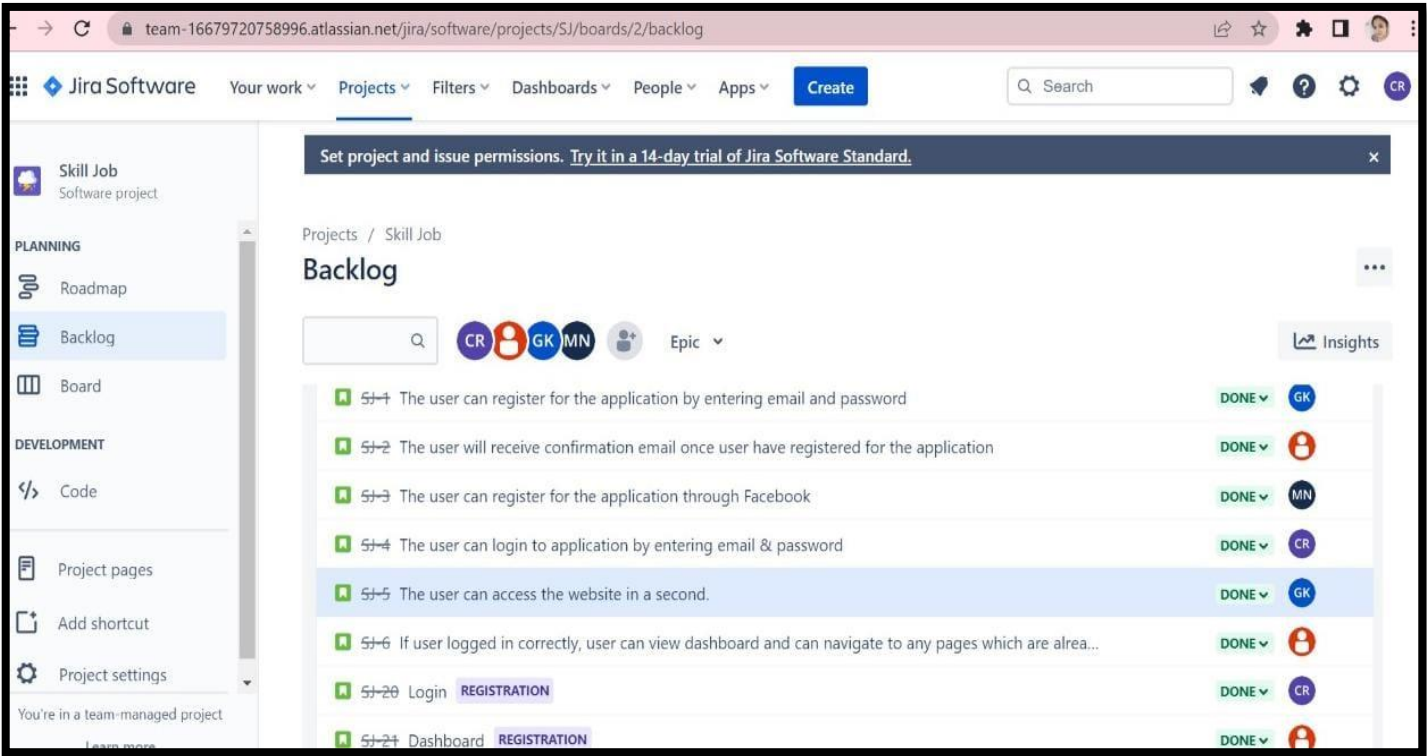 team-16679720758996.atlassian.net/jira/software/projects/SJ/boards/2/backlog
Jira Software Your work Projects Filters Dashboards People Apps Create Search CR
Set project and issue permissions. Try it in a 14-day trial of Jira Software Standard. ×
Skill Job
Software project
PLANNING
Roadmap
Backlog
Board
DEVELOPMENT
Code
Project pages
Add shortcut
Project settings
You're in a team-managed project
Learn more
Projects / Skill Job
Backlog
CR GK MN Epic Insights
SJ-1 The user can register for the application by entering email and password DONE GK
SJ-2 The user will receive confirmation email once user have registered for the application DONE
SJ-3 The user can register for the application through Facebook DONE MN
SJ-4 The user can login to application by entering email & password DONE CR
SJ-5 The user can access the website in a second. DONE GK
SJ-6 If user logged in correctly, user can view dashboard and can navigate to any pages which are alrea... DONE
SJ-20 Login REGISTRATION DONE CR
SJ-21 Dashboard REGISTRATION DONE